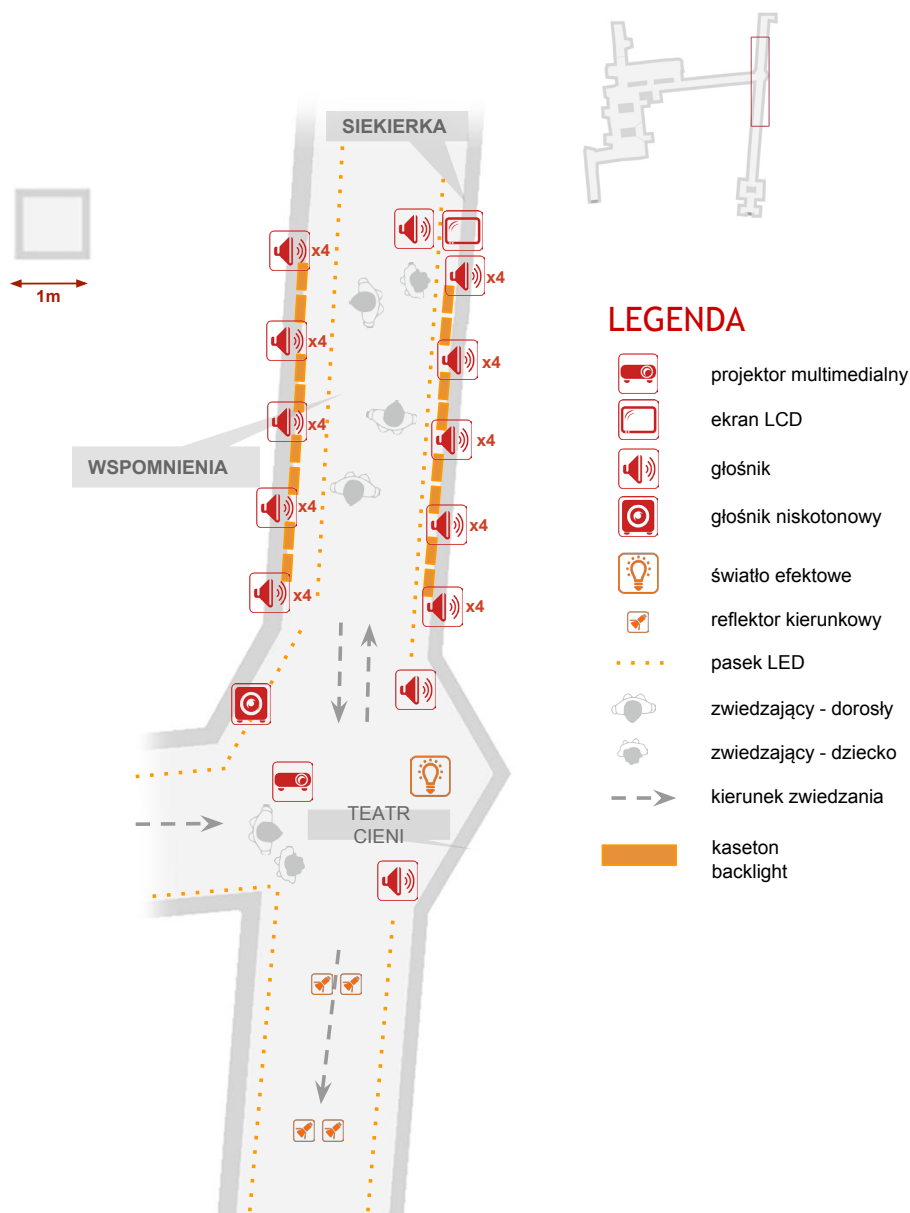 SIEKIERKA
1m
x4
x4
x4
x4
x4
x4
x4
x4
x4
x4
WSPOMNIENIA
TEATR
CIENI
LEGENDA
projektor multimedialny
ekran LCD
głośnik
głośnik niskotonowy
światło efektowe
reflektor kierunkowy
pasek LED
zwiedzający - dorosły
zwiedzający - dziecko
kierunek zwiedzania
kaseton
backlight